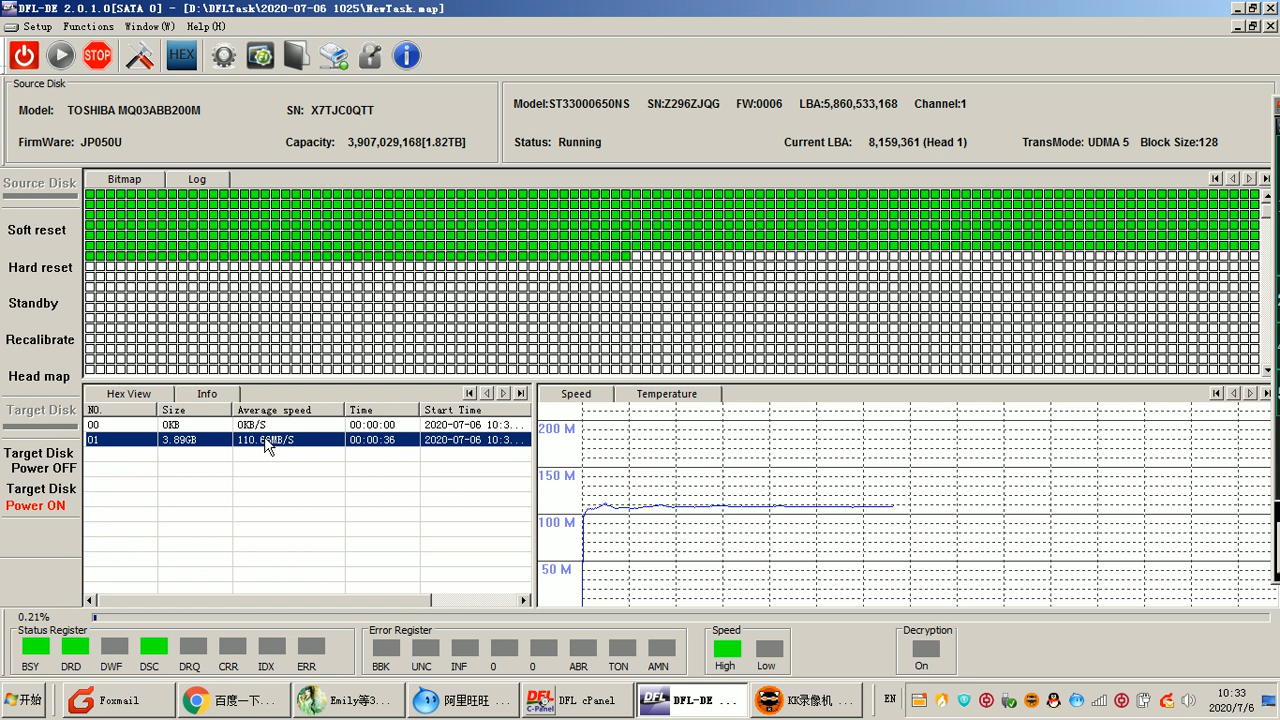 DFL-DE 2.0.1.0[SATA 0] - [D:\DFLTask\2020-07-06 1025\NewTask.map]
Setup Functions Window(W) Help(H)
STOP HEX
Source Disk
Model: TOSHIBA MQ03ABB200M SN: X7TJC0QTT
FirmWare: JP050U Capacity: 3,907,029,168[1.82TB]
Model:ST33000650NS SN:Z296ZJQG FW:0006 LBA:5,860,533,168 Channel:1
Status: Running Current LBA: 8,159,361 (Head 1) TransMode: UDMA 5 Block Size:128
Source Disk
Soft reset
Hard reset
Standby
Recalibrate
Head map
Target Disk
Target Disk
Power OFF
Target Disk
Power ON
Bitmap Log
Hex View Info
NO. Size Average speed Time Start Time
00 0KB 0KB/S 00:00:00 2020-07-06 10:3...
01 3.89GB 00:00:36 2020-07-06 10:3...
Speed Temperature
200 M
150 M
100 M
50 M
0.21%
Status Register
BSY DRD DWF DSC DRQ CRR IDX ERR
Error Register
BBK UNC INF 0 0 ABR TON AMN
Speed
High Low
Decryption
On
开始 Foxmail 百度一下... Emily等3... 阿里旺旺 ... DFL cPanel DFL-DE ... KK录像机 ... EN 10:33
2020/7/6